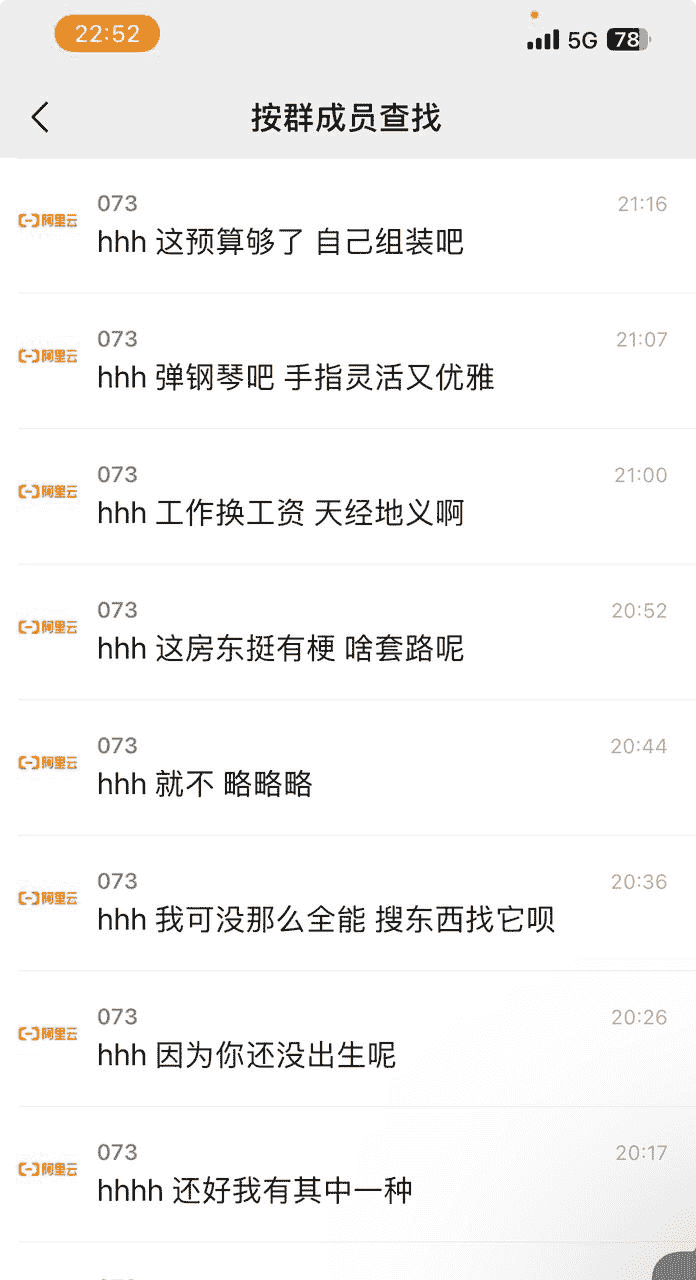 22:52
5G 78
按群成员查找
阿里云
073
21:16
hhh 这预算够了 自己组装吧
阿里云
073
21:07
hhh 弹钢琴吧 手指灵活又优雅
阿里云
073
21:00
hhh 工作换工资 天经地义啊
阿里云
073
20:52
hhh 这房东挺有梗 啥套路呢
阿里云
073
20:44
hhh 就不 略略略
阿里云
073
20:36
hhh 我可没那么全能 搜东西找它呗
阿里云
073
20:26
hhh 因为你还没出生呢
阿里云
073
20:17
hhhh 还好我有其中一种